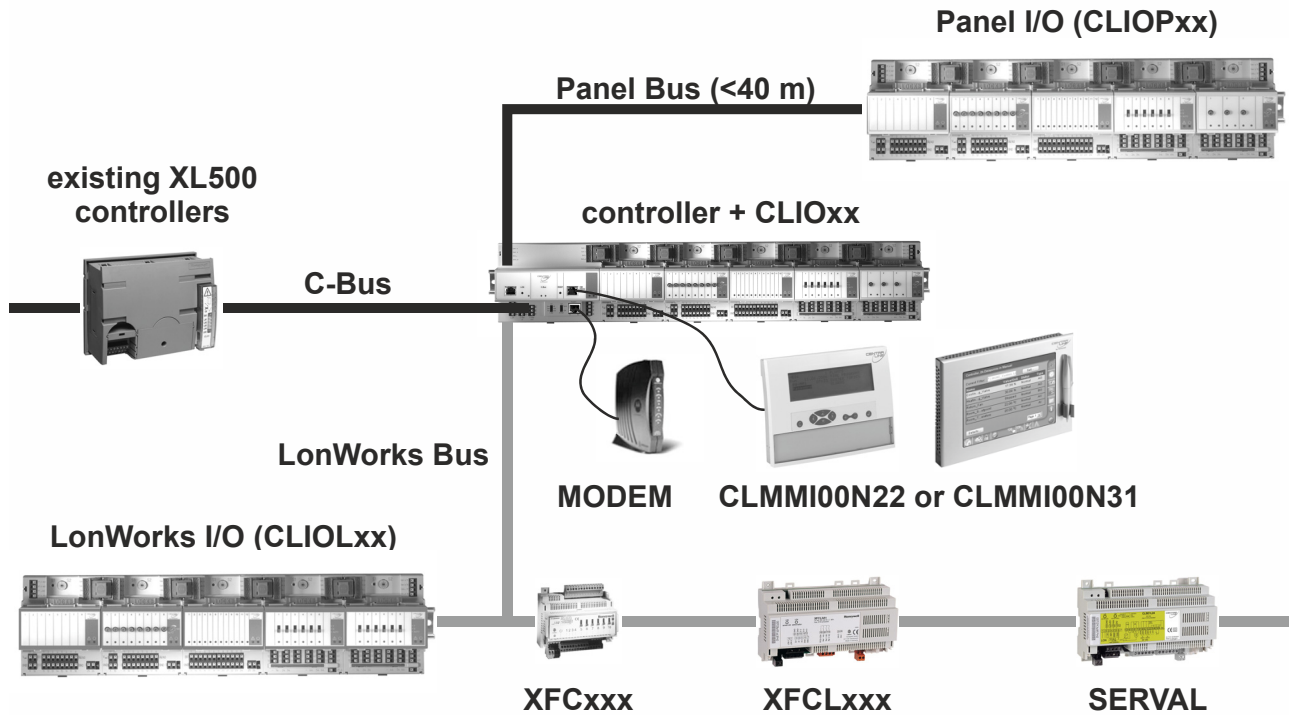 Panel I/O (CLIOPxx)
Panel Bus (<40 m)
existing XL500
controllers
controller + CLIOxx
C-Bus
LonWorks Bus
MODEM
CLMMI00N22 or CLMMI00N31
LonWorks I/O (CLIOLxx)
XFCxxx
XFCLxxx
SERVAL